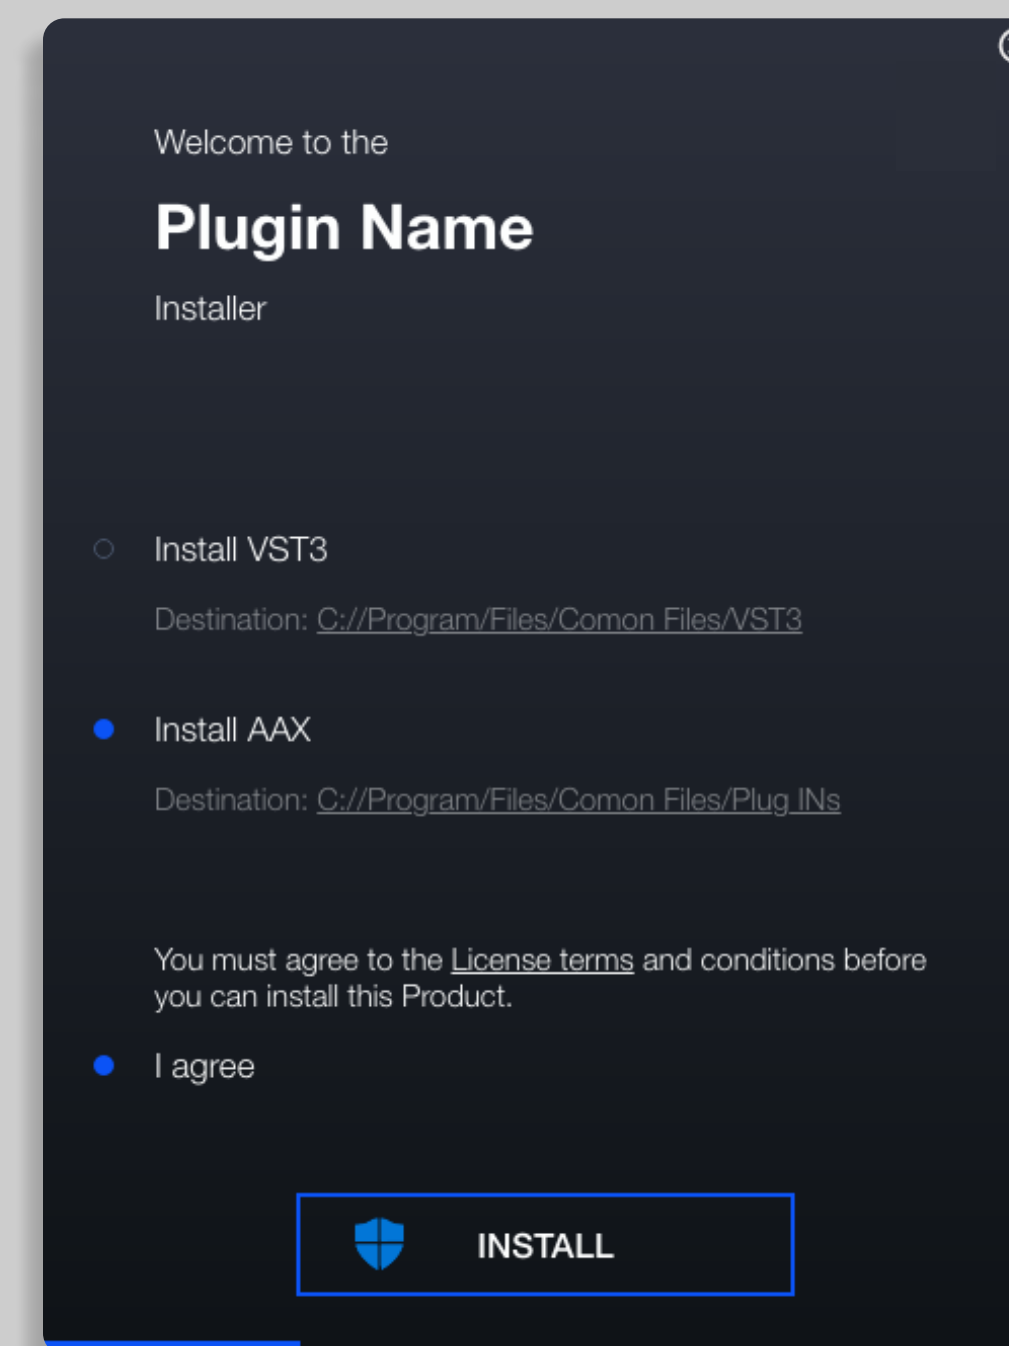 Welcome to the
Plugin Name
Installer
Install VST3
Destination: C://Program/Files/Comon Files/VST3
Install AAX
Destination: C://Program/Files/Comon Files/Plug INs
You must agree to the License terms and conditions before
you can install this Product.
I agree
INSTALL